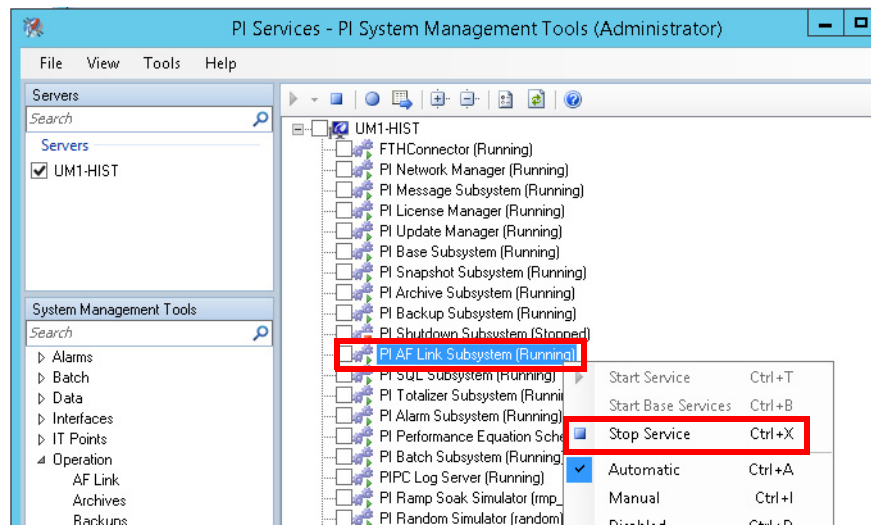 PI Services - PI System Management Tools (Administrator)
File View Tools Help
Servers
Search
Servers
UM1-HIST
System Management Tools
Search
Alarms
Batch
Data
Interfaces
IT Points
Operation
AF Link
Archives
Backups
UM1-HIST
FTHConnector (Running)
PI Network Manager (Running)
PI Message Subsystem (Running)
PI License Manager (Running)
PI Update Manager (Running)
PI Base Subsystem (Running)
PI Snapshot Subsystem (Running)
PI Archive Subsystem (Running)
PI Backup Subsystem (Running)
PI Shutdown Subsystem (Stopped)
PI AF Link Subsystem (Running)
PI SQL Subsystem (Running)
PI Totalizer Subsystem (Runni
PI Alarm Subsystem (Running)
PI Performance Equation Sche
PI Batch Subsystem (Running)
PIPC Log Server (Running)
PI Ramp Soak Simulator (rmp_
PI Random Simulator (random)
Start Service Ctrl+T
Start Base Services Ctrl+B
Stop Service Ctrl+X
Automatic Ctrl+A
Manual Ctrl+I
Disabled Ctrl+D